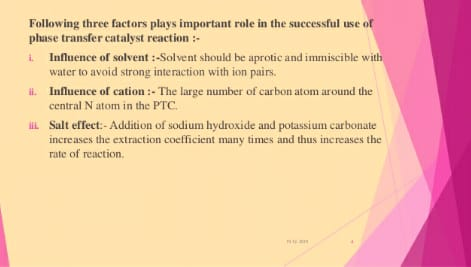 Following three factors plays important role in the successful use of
phase transfer catalyst reaction :-
i. Influence of solvent :-Solvent should be aprotic and immiscible with
water to avoid strong interaction with ion pairs.
ii. Influence of cation :- The large number of carbon atom around the
central N atom in the PTC.
iii. Salt effect:- Addition of sodium hydroxide and potassium carbonate
increases the extraction coefficient many times and thus increases the
rate of reaction.